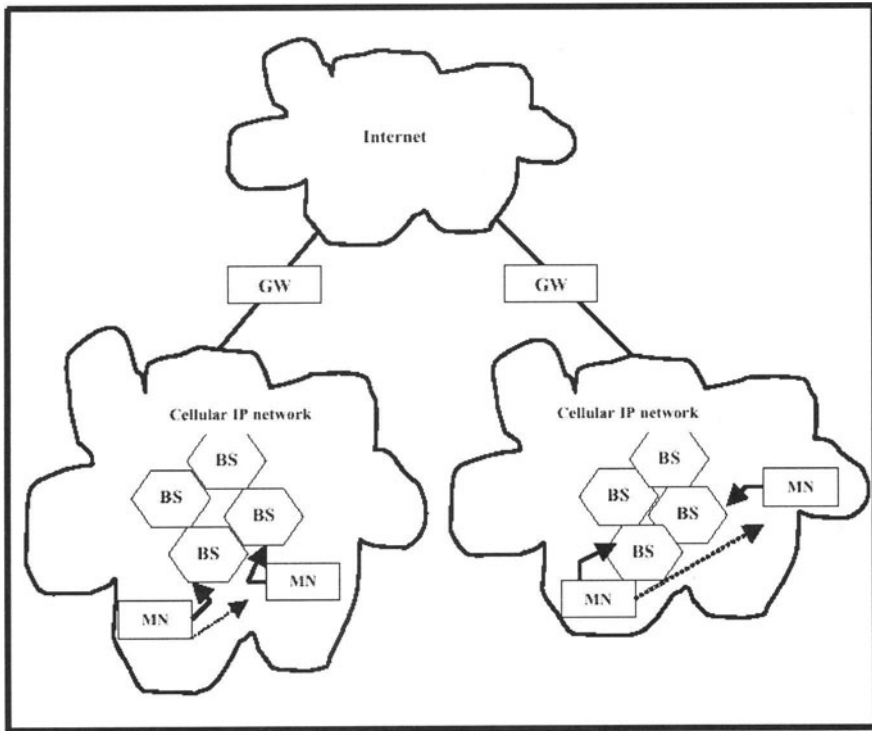 Internet
GW
GW
Cellular IP network
BS
BS
BS
BS
MN
MN
Cellular IP network
BS
BS
BS
BS
MN
MN